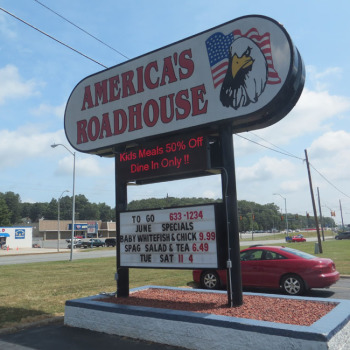 AMERICA'S
ROADHOUSE
Kids Meals 50% Off
Dine In Only!!
TO GO 633-1234
JUNE SPECIALS
BABY WHITEFISH & CHICK 9.99
SPAG SALAD & TEA 6.49
TUE SAT 11 4